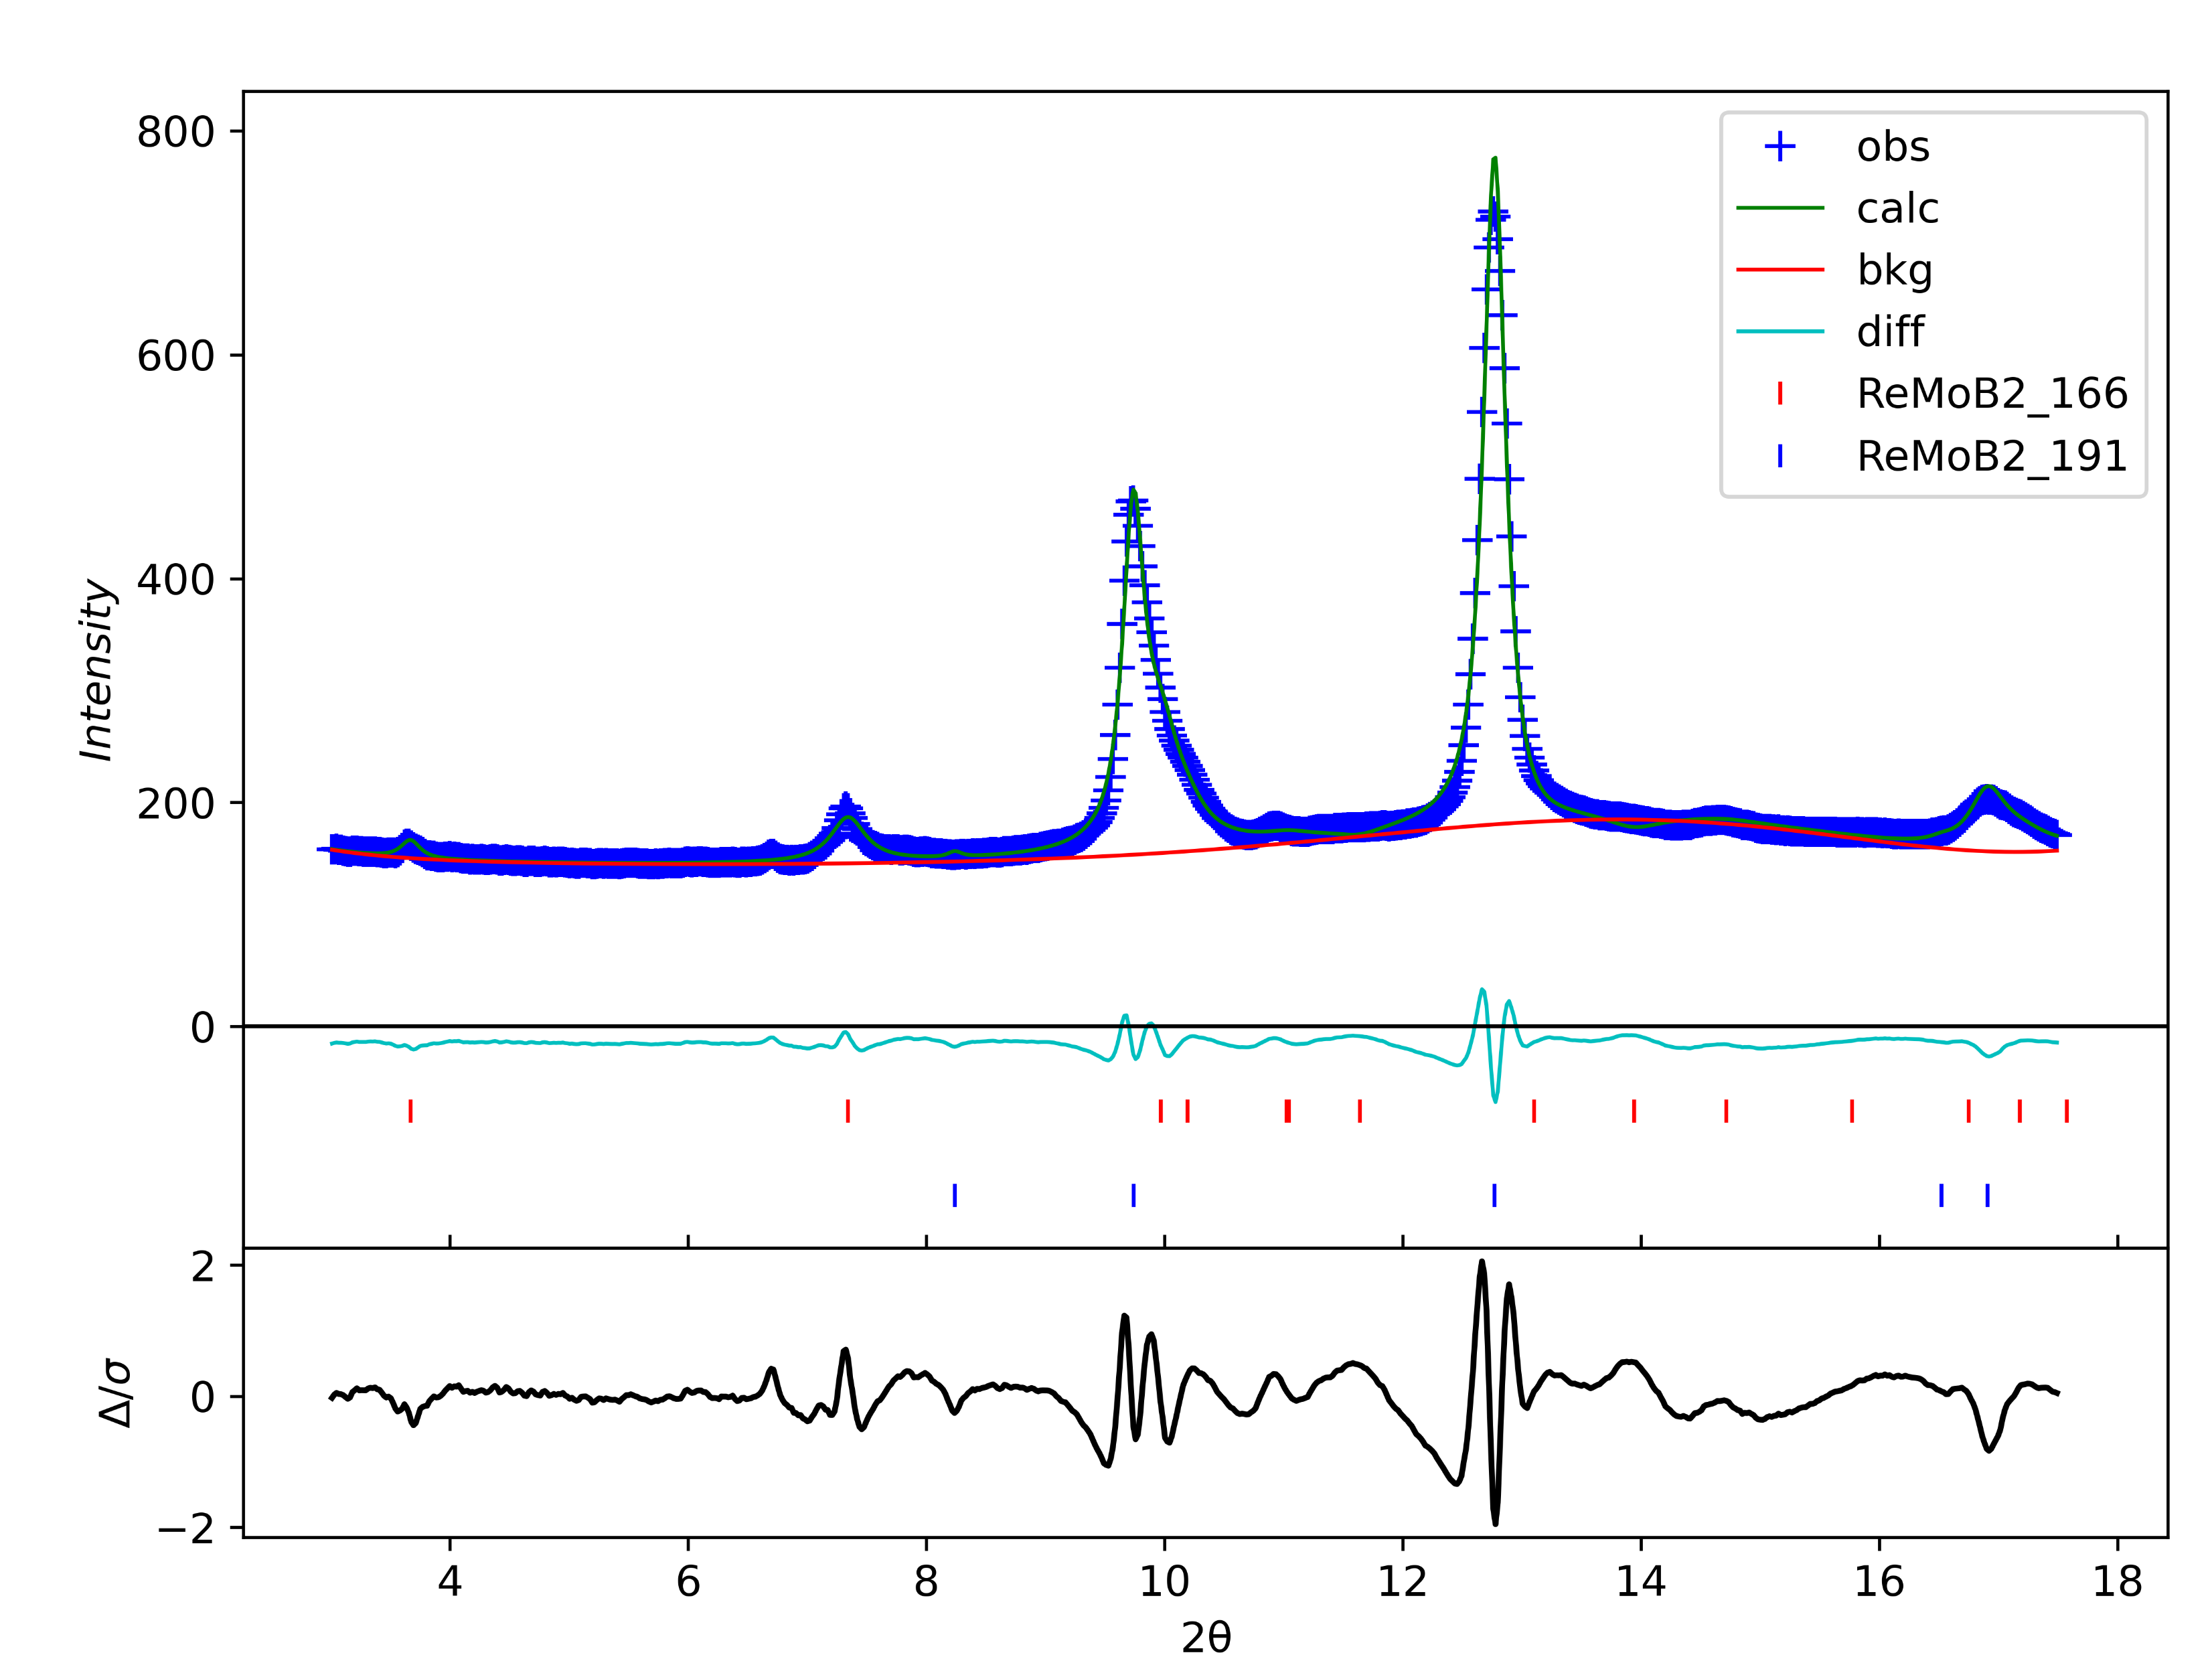 800
600
400
200
0
Intensity
obs
calc
bkg
diff
ReMoB2_166
ReMoB2_191
2
0
−2
Δ/σ
4 6 8 10 12 14 16 18
2θ